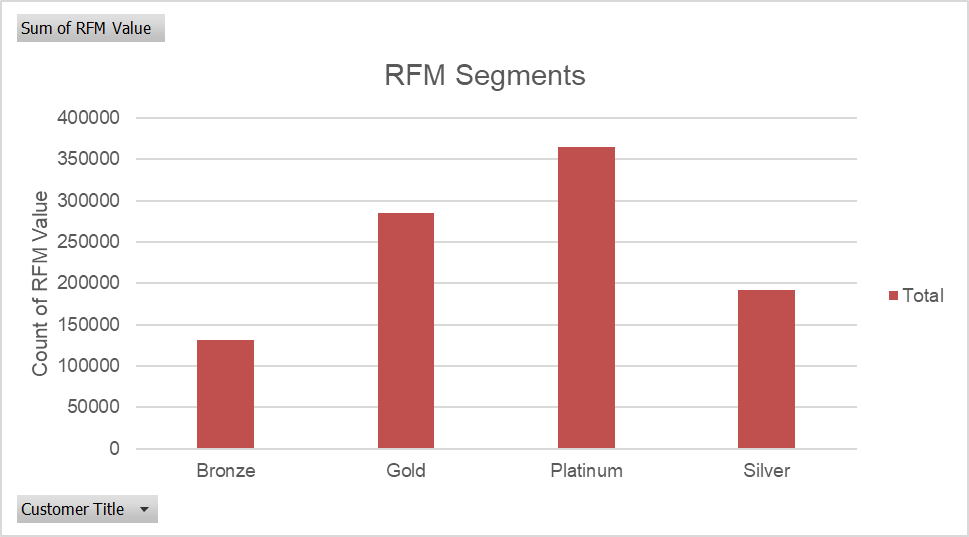 Sum of RFM Value
RFM Segments
Count of RFM Value
400000
350000
300000
250000
200000
150000
100000
50000
0
Bronze Gold Platinum Silver
Total
Customer Title